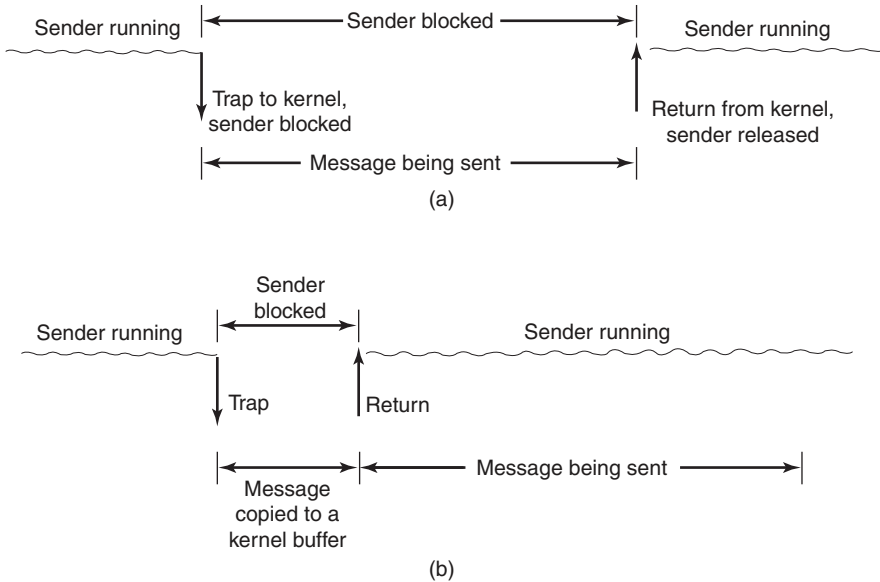 Sender blocked
Sender running
Sender running
Trap to kernel,
sender blocked
Return from kernel,
sender released
Message being sent
(a)
Sender
blocked
Sender running
Sender running
Trap
Return
Message being sent
Message
copied to a
kernel buffer
(b)